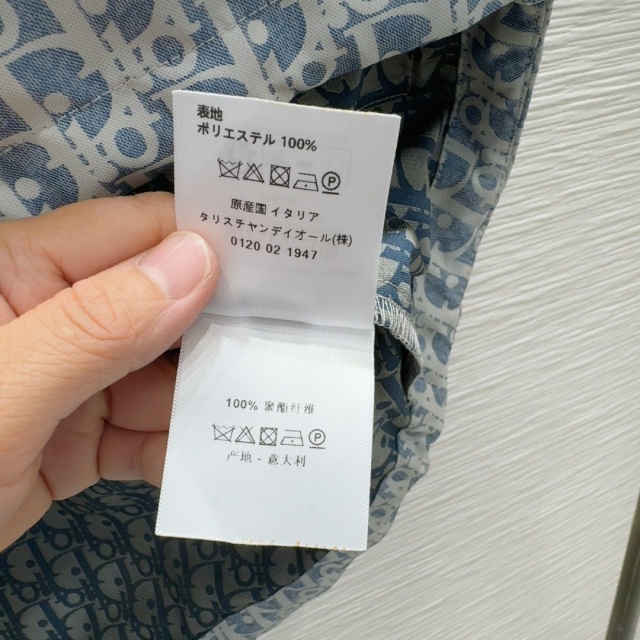 表地
ポリエステル 100%
原産国 イタリア
タリスチャンデイオール(株)
0120 02 1947
100% 聚酯纤维
产地 - 意大利